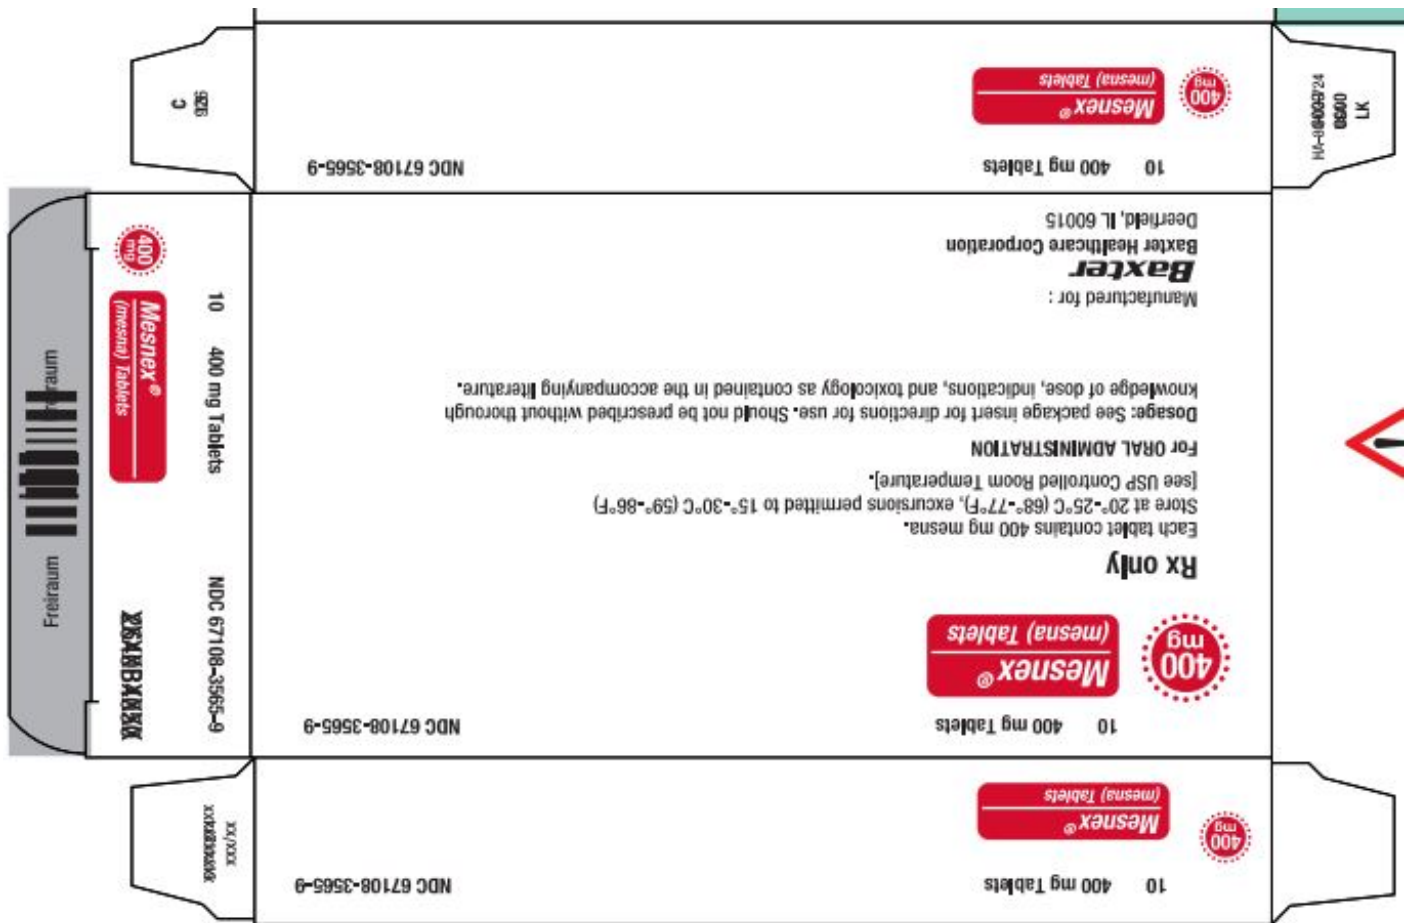 C
10 400 mg Tablets
NDC 67108-3565-9
Mesnex®
(mesna) Tablets
400
mg
LK
10 400 mg Tablets
NDC 67108-3565-9
Mesnex®
(mesna) Tablets
400
mg
Rx only
Each tablet contains 400 mg mesna.
Store at 20°-25°C (68°-77°F), excursions permitted to 15°-30°C (59°-86°F)
[see USP Controlled Room Temperature].
For ORAL ADMINISTRATION
Dosage: See package insert for directions for use. Should not be prescribed without thorough
knowledge of dose, indications, and toxicology as contained in the accompanying literature.
Manufactured for :
Baxter
Baxter Healthcare Corporation
Deerfield, IL 60015
400
mg
Mesnex®
(mesna) Tablets
10 400 mg Tablets
NDC 67108-3565-9
Freiraum
10 400 mg Tablets
NDC 67108-3565-9
Mesnex®
(mesna) Tablets
400
mg
xx/xxx